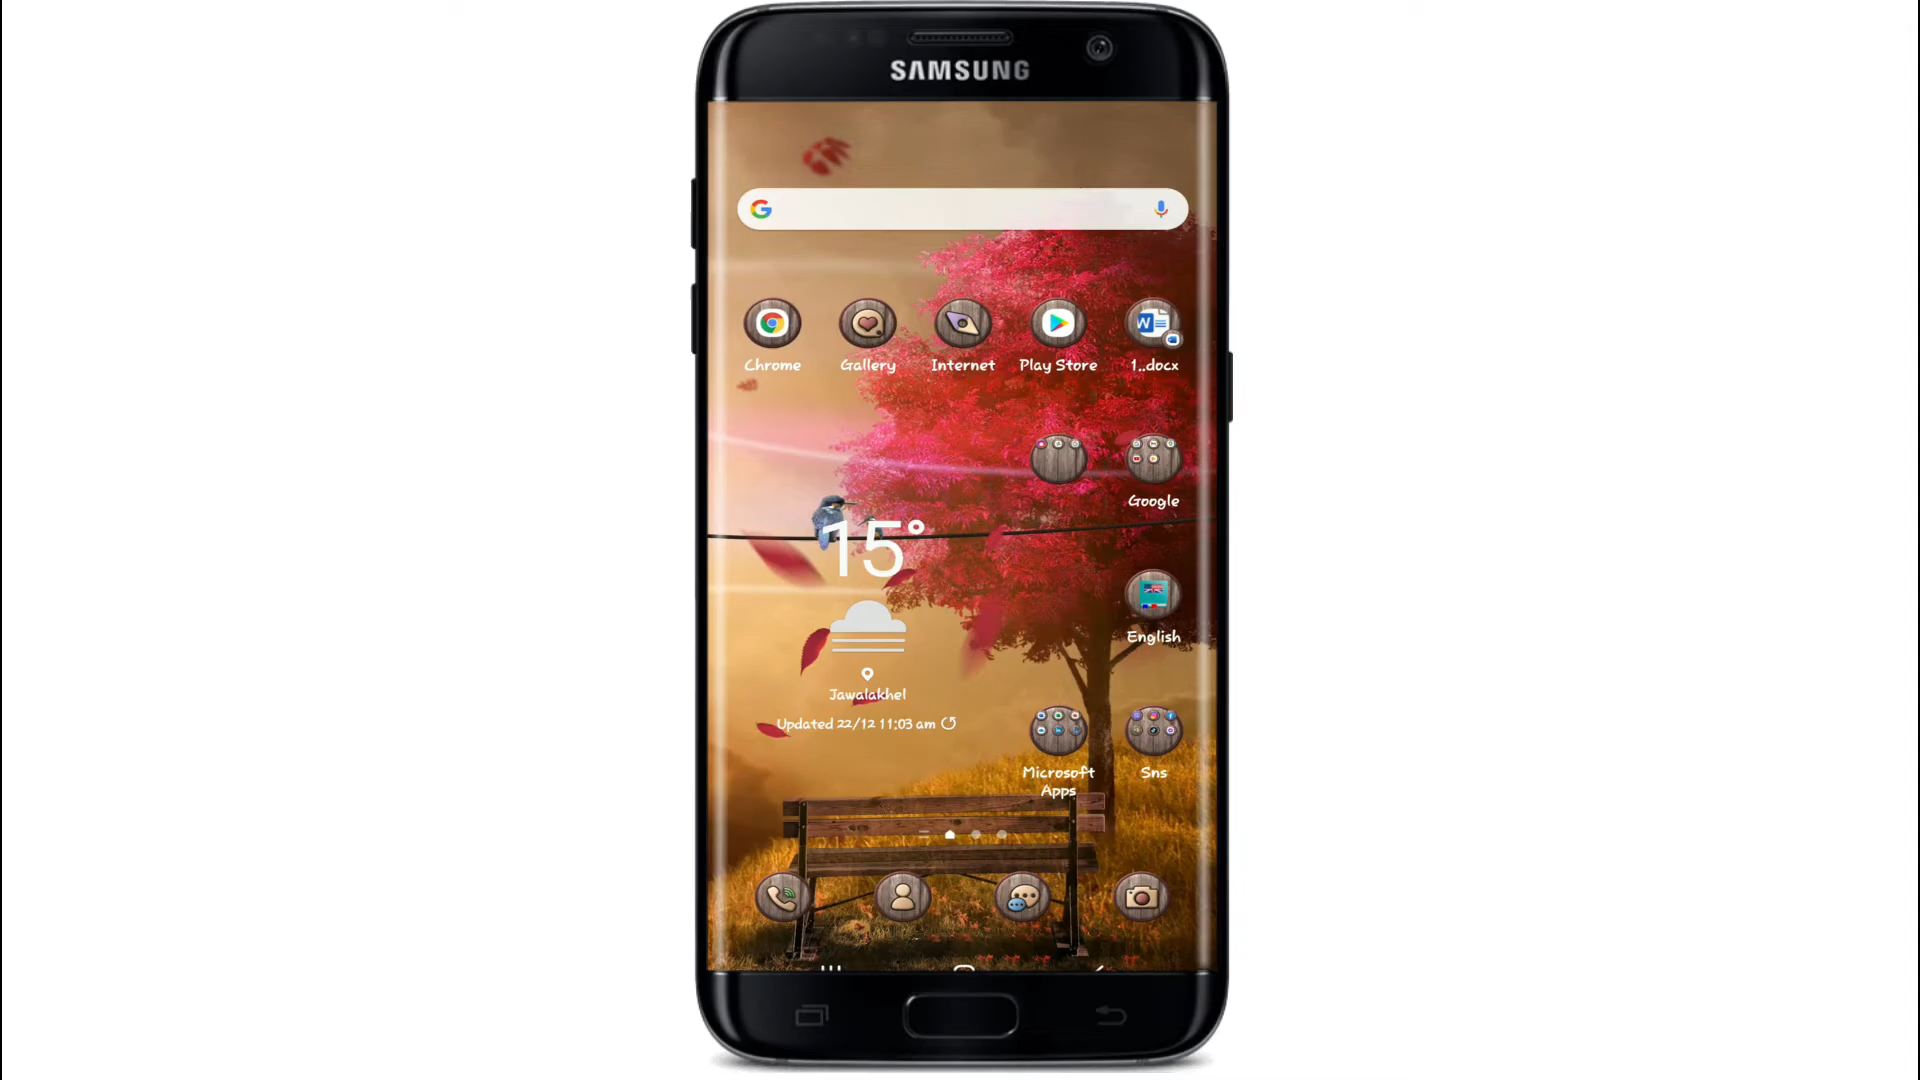 SAMSUNG
Chrome
Gallery
Internet
Play Store
1..docx
Google
15°
English
Jawalakhel
Updated 22/12 11:03 am
Microsoft
Apps
Sns